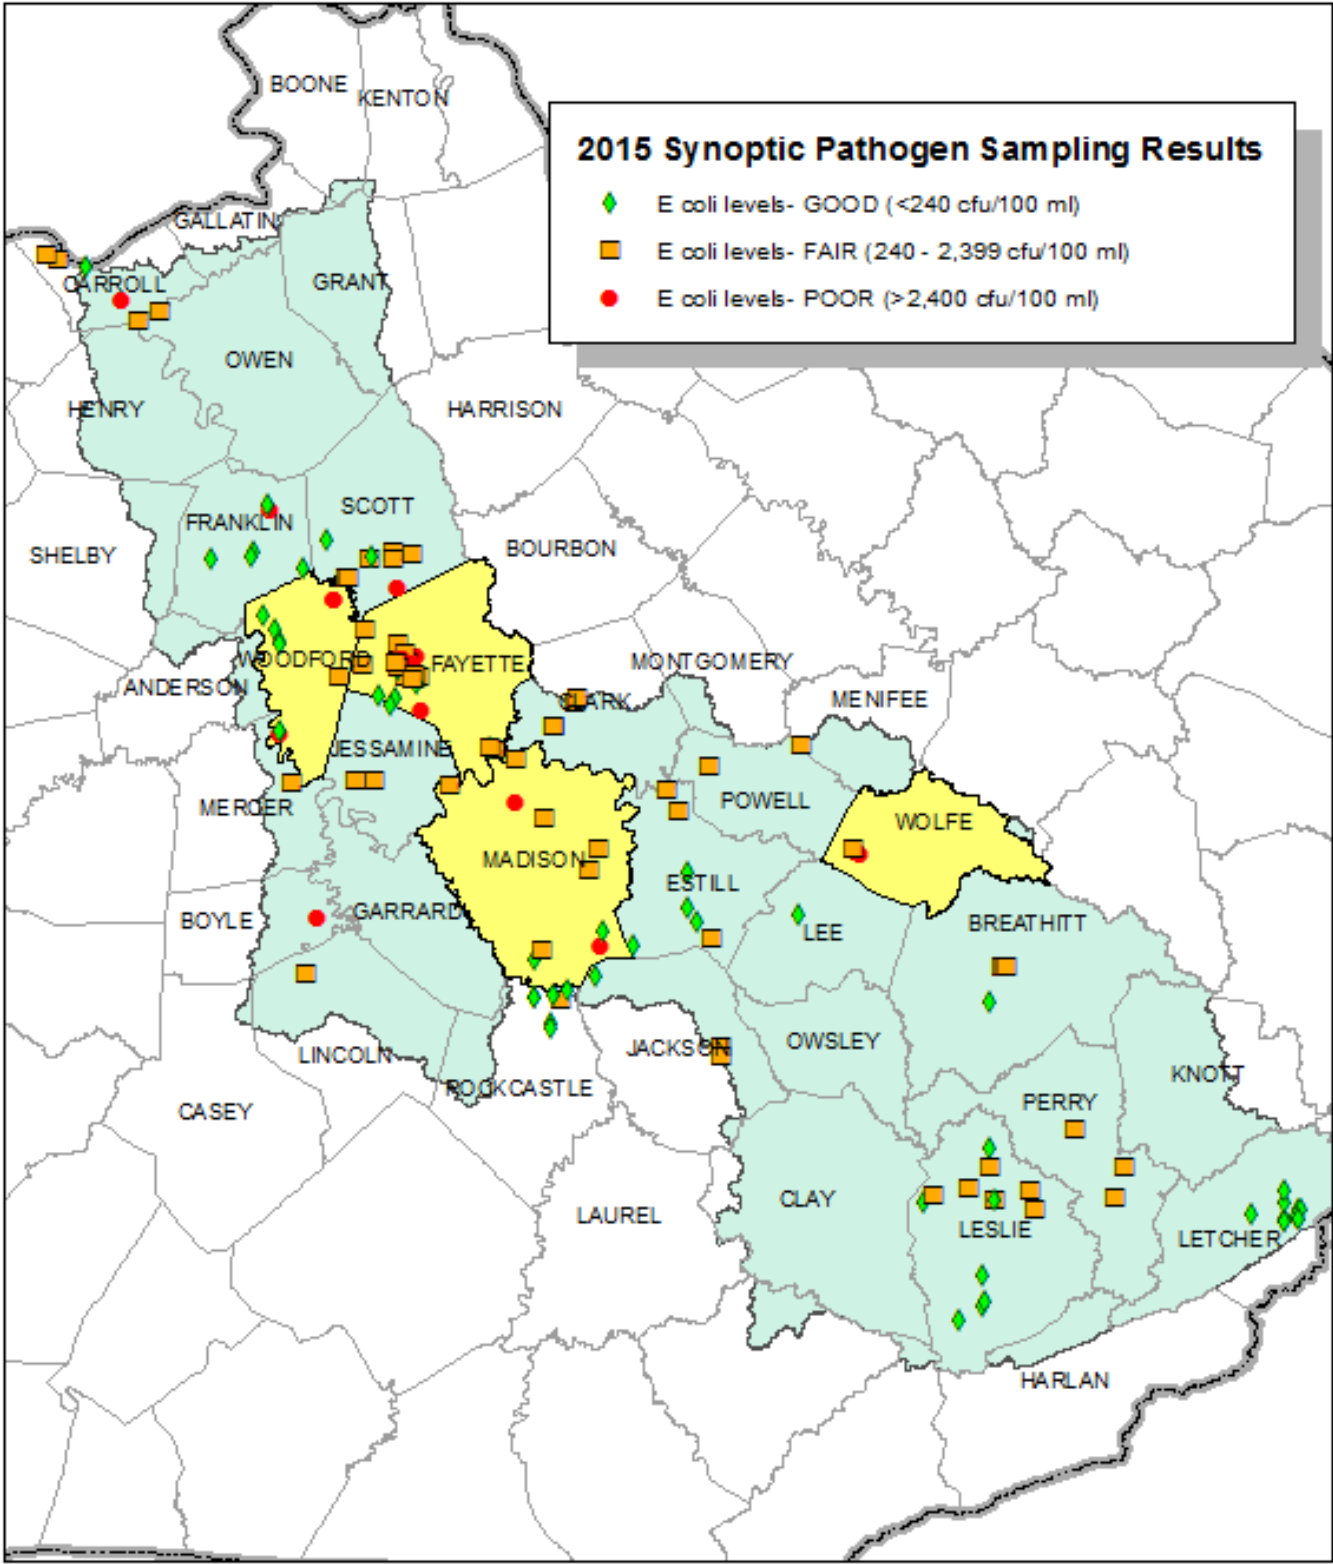 BOONE
KENTON
2015 Synoptic Pathogen Sampling Results
E coli levels- GOOD (<240 cfu/100 ml)
E coli levels- FAIR (240 - 2,399 cfu/100 ml)
E coli levels- POOR (>2,400 cfu/100 ml)
GALLATIN
CARROLL
GRANT
OWEN
HENRY
HARRISON
SCOTT
FRANKLIN
SHELBY
BOURBON
WOODFORD
FAYETTE
MONTGOMERY
ANDERSON
CLARK
MENIFEE
JESSAMINE
MERCER
POWELL
WOLFE
MADISON
ESTILL
BOYLE
GARRARD
LEE
BREATHITT
LINCOLN
JACKSON
OWSLEY
KNOTT
ROCKCASTLE
CASEY
PERRY
CLAY
LAUREL
LESLIE
LETCHER
HARLAN